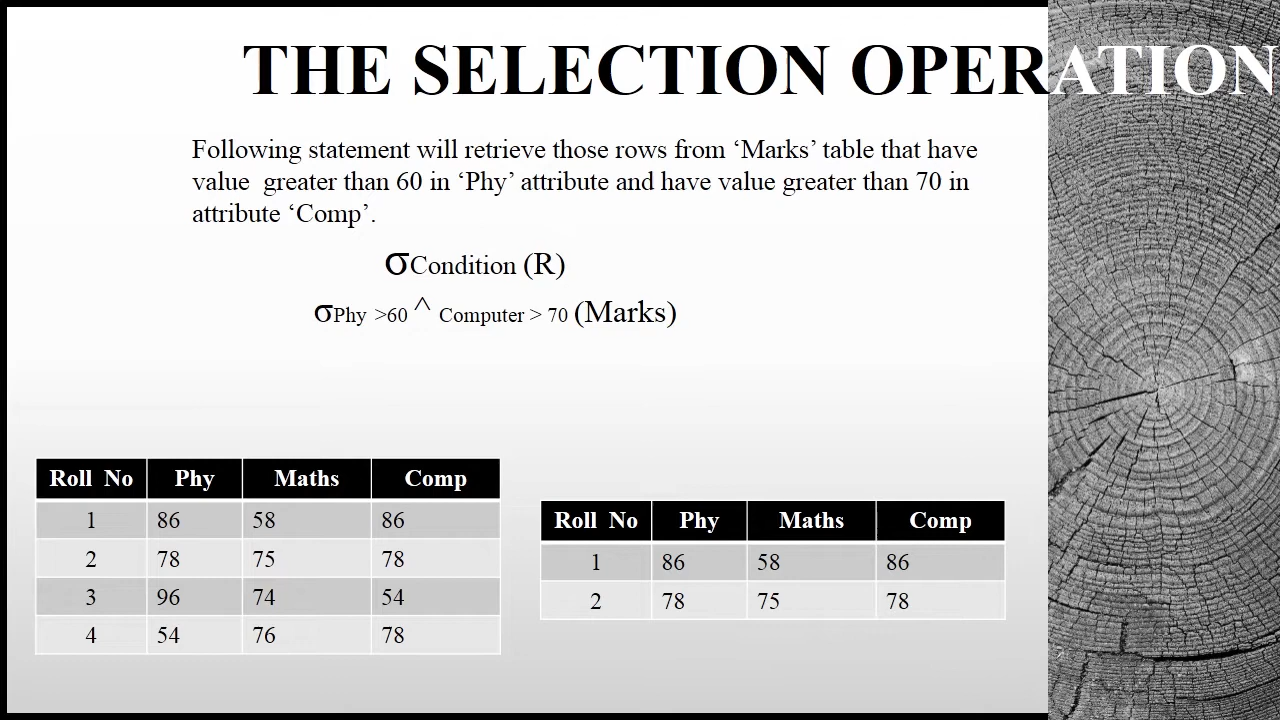 THE SELECTION OPERATION
Following statement will retrieve those rows from ‘Marks’ table that have
value  greater than 60 in ‘Phy’ attribute and have value greater than 70 in
attribute ‘Comp’.
σCondition (R)
σPhy >60 ^ Computer > 70 (Marks)
Roll No Phy Maths Comp
1 86 58 86
2 78 75 78
3 96 74 54
4 54 76 78
Roll No Phy Maths Comp
1 86 58 86
2 78 75 78